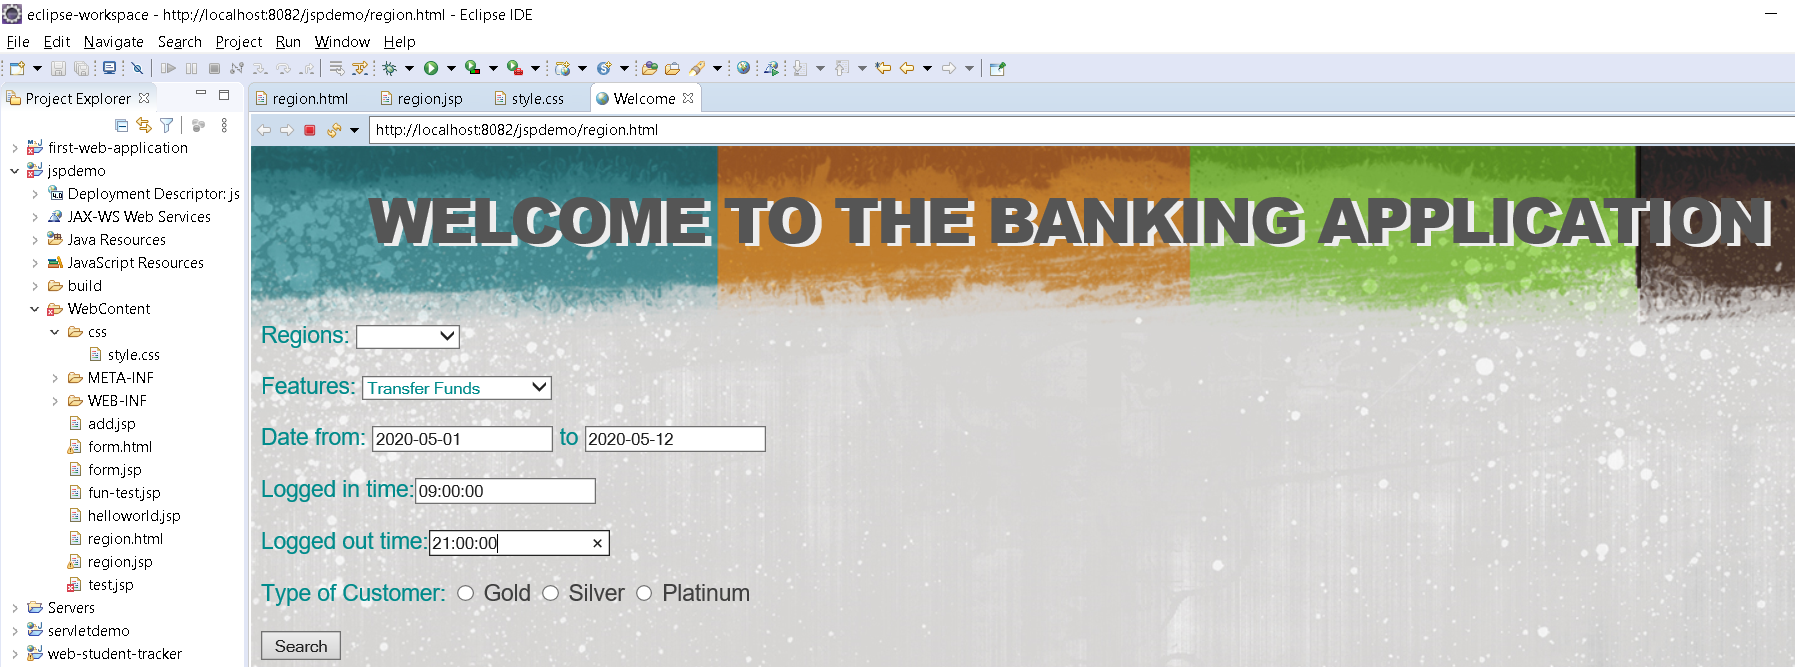 eclipse-workspace - http://localhost:8082/jspdemo/region.html - Eclipse IDE
File Edit Navigate Search Project Run Window Help
Project Explorer
region.html region.jsp style.css Welcome
http://localhost:8082/jspdemo/region.html
first-web-application
jspdemo
Deployment Descriptor: js
JAX-WS Web Services
Java Resources
JavaScript Resources
build
WebContent
css
style.css
META-INF
WEB-INF
add.jsp
form.html
form.jsp
fun-test.jsp
helloworld.jsp
region.html
region.jsp
test.jsp
Servers
servletdemo
web-student-tracker
WELCOME TO THE BANKING APPLICATION
Regions:
Features: Transfer Funds
Date from: 2020-05-01 to 2020-05-12
Logged in time: 09:00:00
Logged out time: 21:00:00
Type of Customer: Gold Silver Platinum
Search